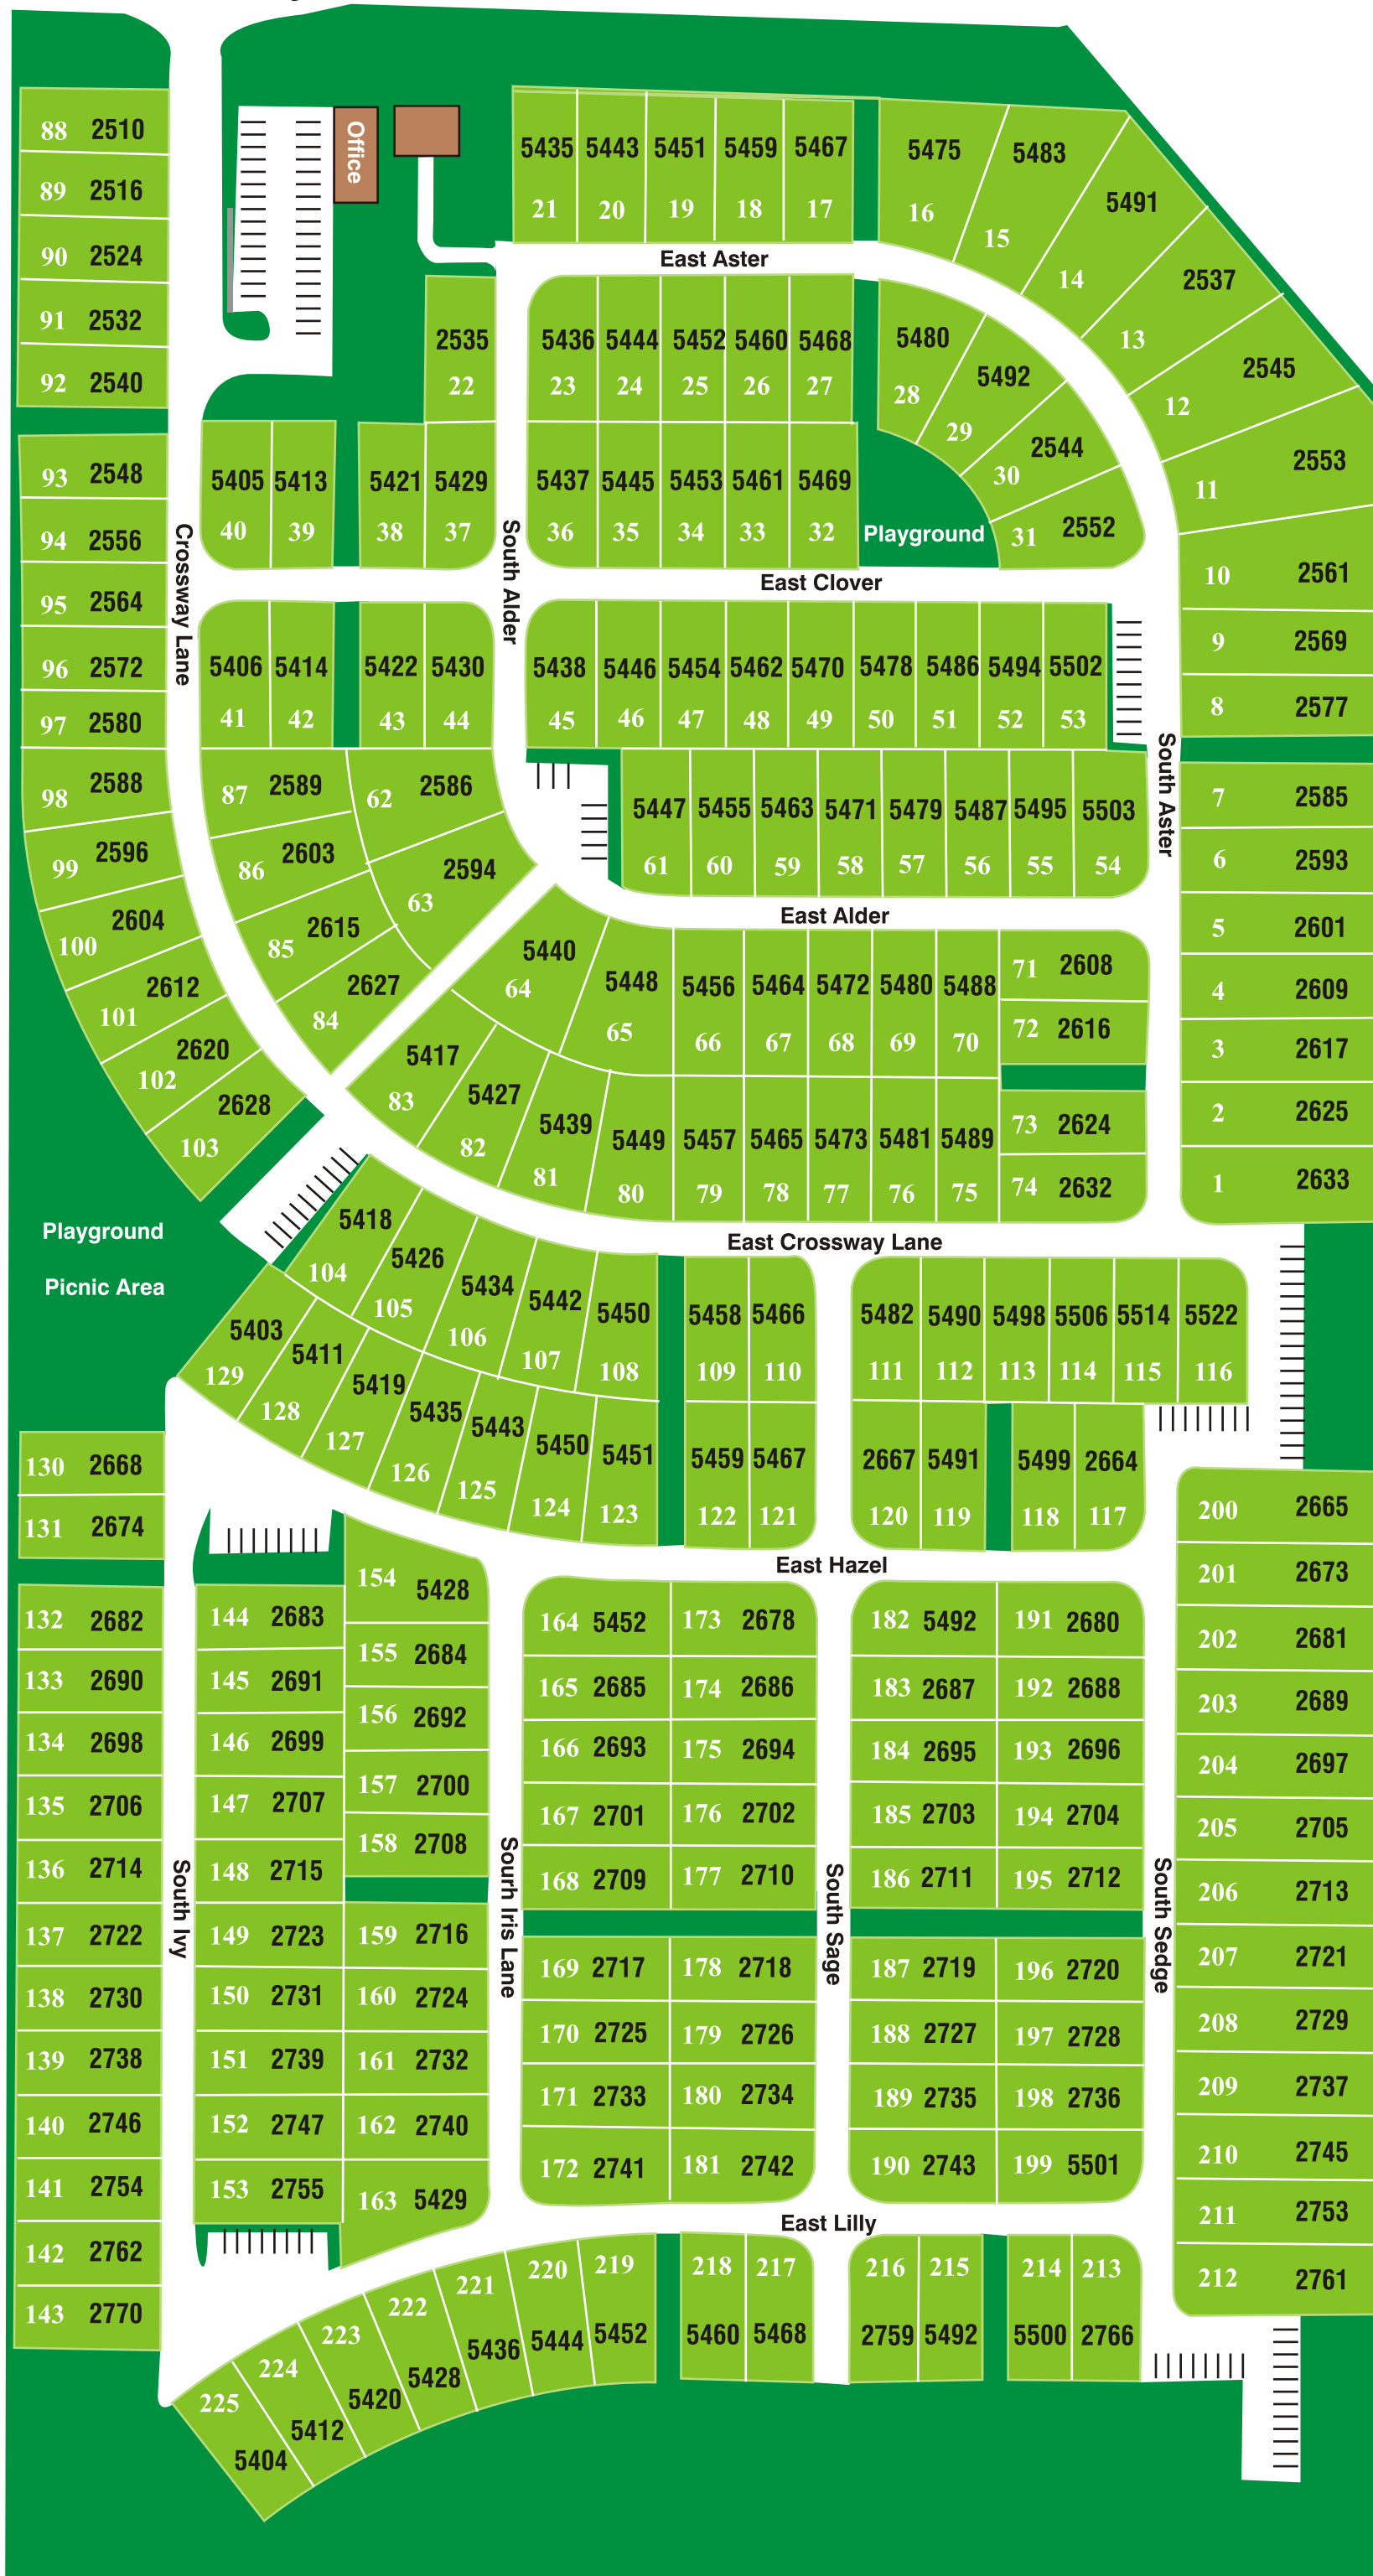 88 2510
89 2516
90 2524
91 2532
92 2540
93 2548
94 2556
95 2564
96 2572
97 2580
98 2588
99 2596
100 2604
101 2612
102 2620
103 2628
Crossway Lane
Office
5435 5443 5451 5459 5467
21 20 19 18 17
5475 5483 5491 2537 2545 2553
16 15 14 13 12 11
East Aster
2535
22
5436 5444 5452 5460 5468
23 24 25 26 27
5480 5492 2544 2552
28 29 30 31
5405 5413 5421 5429
40 39 38 37
South Alder
5437 5445 5453 5461 5469
36 35 34 33 32
Playground
East Clover
10 2561
9 2569
8 2577
5406 5414 5422 5430
41 42 43 44
5438 5446 5454 5462 5470 5478 5486 5494 5502
45 46 47 48 49 50 51 52 53
South Aster
87 2589
86 2603
85 2615
84 2627
62 2586
63 2594
5447 5455 5463 5471 5479 5487 5495 5503
61 60 59 58 57 56 55 54
7 2585
6 2593
5 2601
4 2609
3 2617
2 2625
1 2633
East Alder
5440 5448 5456 5464 5472 5480 5488
64 65 66 67 68 69 70
71 2608
72 2616
73 2624
74 2632
5417 5427 5439 5449 5457 5465 5473 5481 5489
83 82 81 80 79 78 77 76 75
Playground
Picnic Area
East Crossway Lane
5418 5426 5434 5442 5450 5458 5466
104 105 106 107 108 109 110
5482 5490 5498 5506 5514 5522
111 112 113 114 115 116
5403 5411 5419 5435 5443 5450 5451 5459 5467
129 128 127 126 125 124 123 122 121
2667 5491 5499 2664
120 119 118 117
East Hazel
130 2668
131 2674
132 2682
133 2690
134 2698
135 2706
136 2714
137 2722
138 2730
139 2738
140 2746
141 2754
142 2762
143 2770
South Ivy
144 2683
145 2691
146 2699
147 2707
148 2715
149 2723
150 2731
151 2739
152 2747
153 2755
154 5428
155 2684
156 2692
157 2700
158 2708
159 2716
160 2724
161 2732
162 2740
163 5429
Sourh Iris Lane
164 5452
165 2685
166 2693
167 2701
168 2709
169 2717
170 2725
171 2733
172 2741
173 2678
174 2686
175 2694
176 2702
177 2710
178 2718
179 2726
180 2734
181 2742
South Sage
182 5492
183 2687
184 2695
185 2703
186 2711
187 2719
188 2727
189 2735
190 2743
191 2680
192 2688
193 2696
194 2704
195 2712
196 2720
197 2728
198 2736
199 5501
South Sedge
200 2665
201 2673
202 2681
203 2689
204 2697
205 2705
206 2713
207 2721
208 2729
209 2737
210 2745
211 2753
212 2761
East Lilly
225 224 223 222 221 220 219 218 217
5404 5412 5420 5428 5436 5444 5452 5460 5468
216 215 214 213
2759 5492 5500 2766